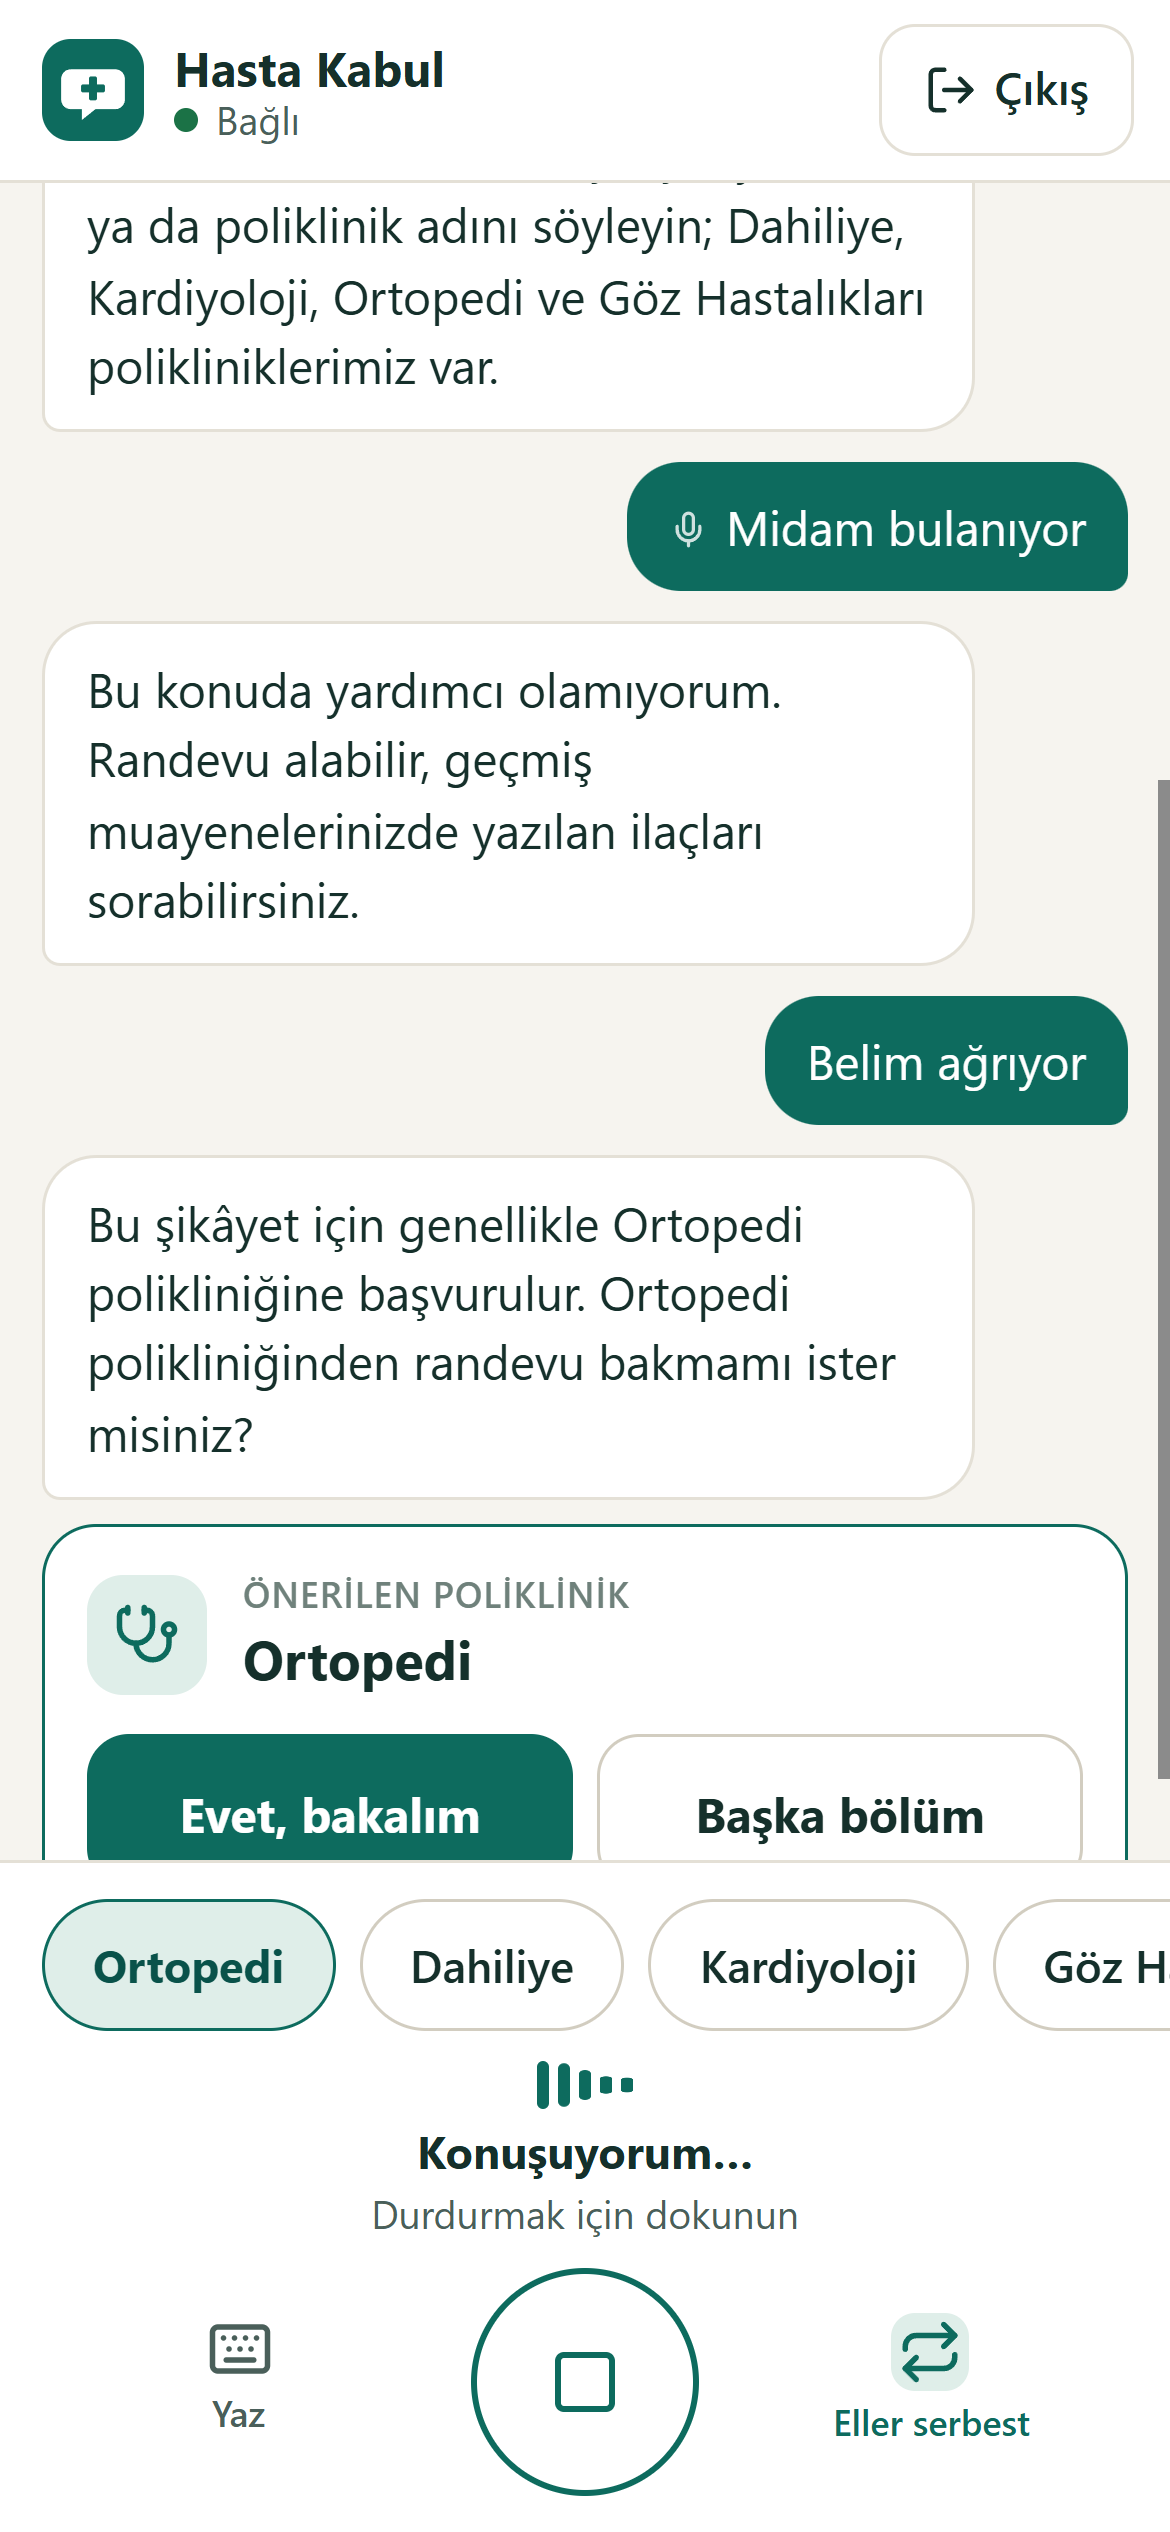 Hasta Kabul
Bağlı
Çıkış
ya da poliklinik adını söyleyin; Dahiliye,
Kardiyoloji, Ortopedi ve Göz Hastalıkları
polikliniklerimiz var.
Midam bulanıyor
Bu konuda yardımcı olamıyorum.
Randevu alabilir, geçmiş
muayenelerinizde yazılan ilaçları
sorabilirsiniz.
Belim ağrıyor
Bu şikâyet için genellikle Ortopedi
polikliniğine başvurulur. Ortopedi
polikliniğinden randevu bakmamı ister
misiniz?
ÖNERİLEN POLİKLİNİK
Ortopedi
Evet, bakalım
Başka bölüm
Ortopedi
Dahiliye
Kardiyoloji
Göz
Konuşuyorum...
Durdurmak için dokunun
Yaz
Eller serbest